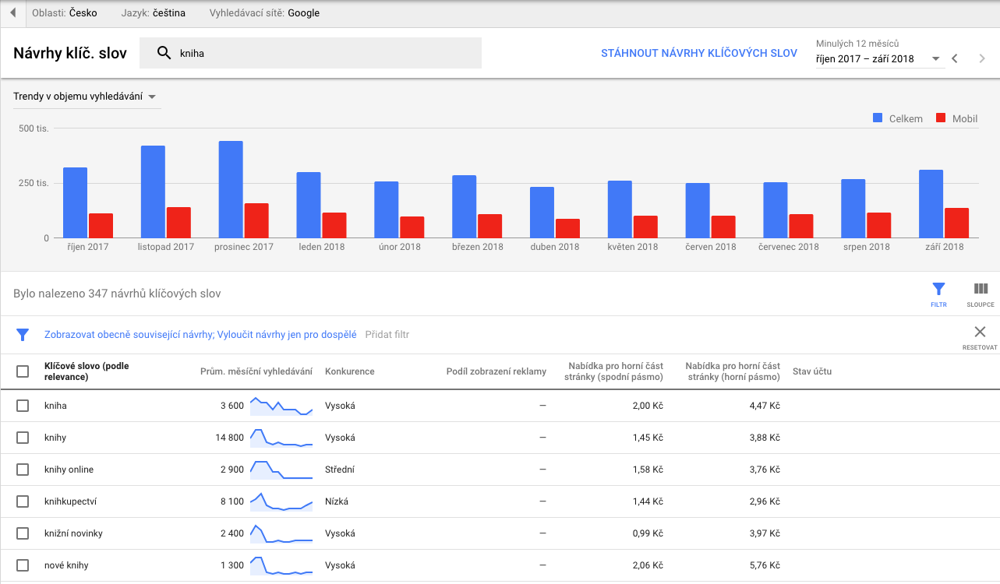 Oblasti: Česko Jazyk: čeština Vyhledávací sítě: Google
Návrhy klíč. slov kniha STÁHNOUT NÁVRHY KLÍČOVÝCH SLOV
Minulých 12 měsíců
říjen 2017 – září 2018
Trendy v objemu vyhledávání
Celkem Mobil
500 tis.
250 tis.
0
říjen 2017 listopad 2017 prosinec 2017 leden 2018 únor 2018 březen 2018 duben 2018 květen 2018 červen 2018 červenec 2018 srpen 2018 září 2018
Bylo nalezeno 347 návrhů klíčových slov
FILTR SLOUPCE
Zobrazovat obecně související návrhy; Vyloučit návrhy jen pro dospělé Přidat filtr
RESETOVAT
Klíčové slovo (podle relevance) Prům. měsíční vyhledávání Konkurence Podíl zobrazení reklamy Nabídka pro horní část stránky (spodní pásmo) Nabídka pro horní část stránky (horní pásmo) Stav účtu
kniha 3 600 Vysoká – 2,00 Kč 4,47 Kč
knihy 14 800 Vysoká – 1,45 Kč 3,88 Kč
knihy online 2 900 Střední – 1,58 Kč 3,76 Kč
knihkupectví 8 100 Nízká – 1,44 Kč 2,96 Kč
knižní novinky 2 400 Vysoká – 0,99 Kč 3,97 Kč
nové knihy 1 300 Vysoká – 2,06 Kč 5,76 Kč